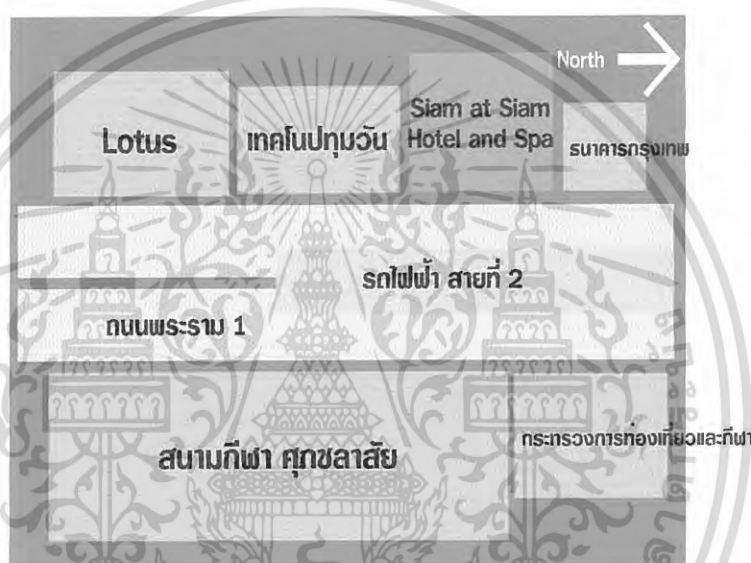 North
Lotus
เทคโนปทุมวัน
Siam at Siam
Hotel and Spa
ธนาคารกรุงเทพ
รถไฟฟ้า สายที่ 2
ถนนพระราม 1
สนามกีฬา ศุภชลาสัย
กระทรวงการท่องเที่ยวและกีฬา